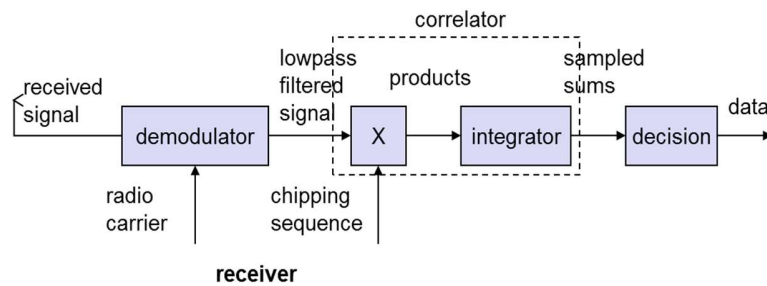 correlator
lowpass
filtered
signal
products
sampled
sums
received
signal
demodulator
X
integrator
decision
data
radio
carrier
chipping
sequence
receiver